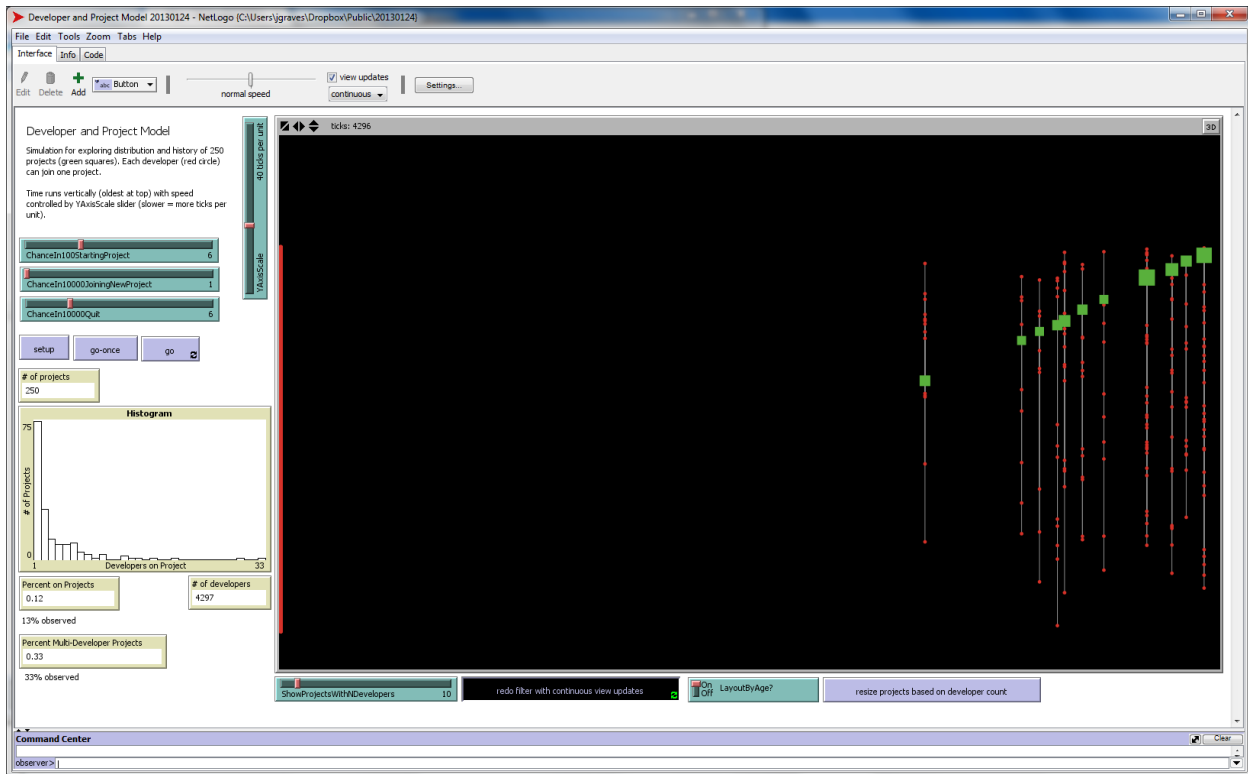 Developer and Project Model 20130124 - NetLogo (C:\Users\jgraves\Dropbox\Public\20130124)
File Edit Tools Zoom Tabs Help
Interface Info Code
Edit Delete Add abc Button normal speed view updates continuous Settings...
ticks: 4296 3D
Developer and Project Model
Simulation for exploring distribution and history of 250
projects (green squares). Each developer (red circle)
can join one project.
Time runs vertically (oldest at top) with speed
controlled by YAxisScale slider (slower = more ticks per
unit).
YAxisScale 40 ticks per unit
ChanceIn100StartingProject 6
ChanceIn10000JoiningNewProject 1
ChanceIn10000Quit 6
setup go-once go
# of projects
250
Histogram
75
# of Projects
0
1 Developers on Project 33
Percent on Projects # of developers
0.12 4297
13% observed
Percent Multi-Developer Projects
0.33
33% observed
ShowProjectsWithNDevelopers 10 redo filter with continuous view updates On Off LayoutByAge? resize projects based on developer count
Command Center Clear
observer>